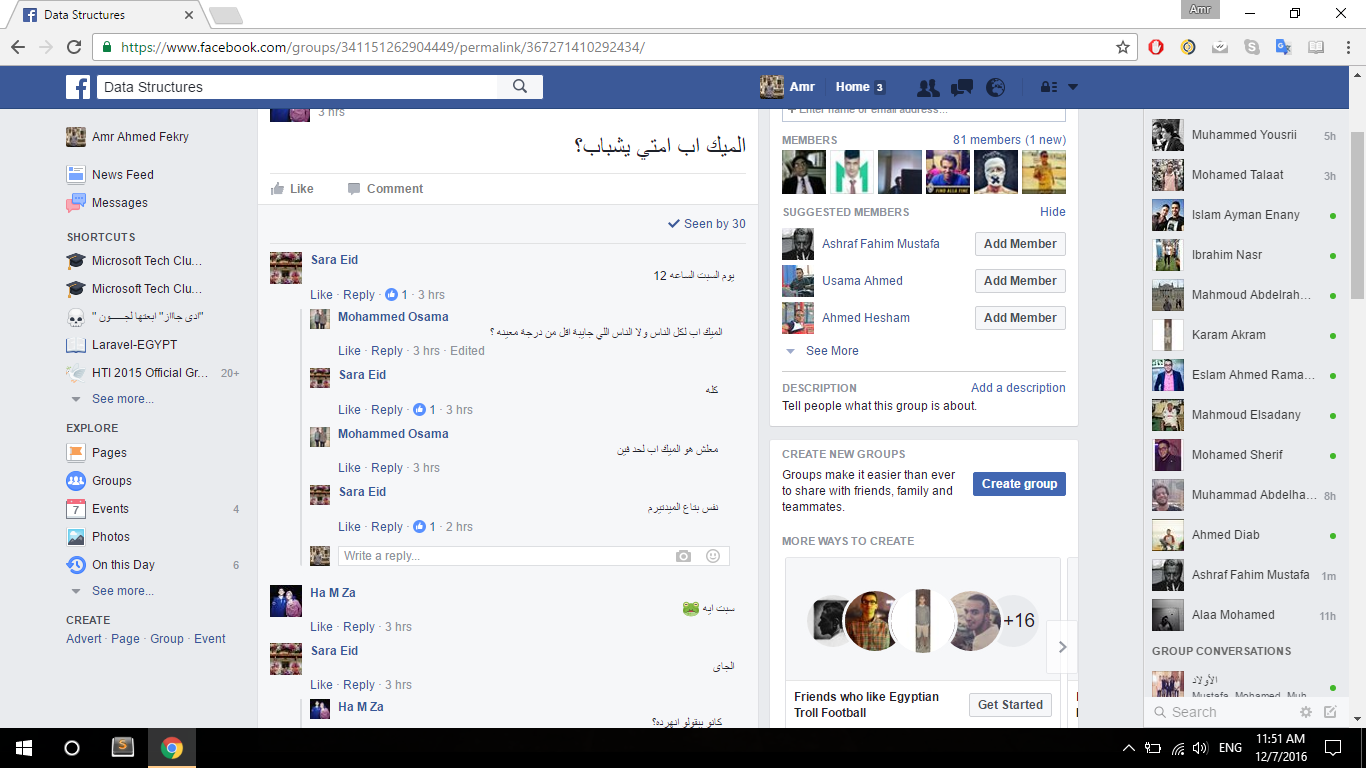 Data Structures
Amr
https://www.facebook.com/groups/341151262904449/permalink/367271410292434/
Data Structures
Amr
Home 3
Amr Ahmed Fekry
News Feed
Messages
SHORTCUTS
Microsoft Tech Clu...
Microsoft Tech Clu...
Laravel-EGYPT
HTI 2015 Official Gr... 20+
See more...
EXPLORE
Pages
Groups
7
Events 4
Photos
On this Day 6
See more...
CREATE
Advert · Page · Group · Event
3 hrs
الميك اب امتي يشباب؟
Like Comment
Seen by 30
Sara Eid
يوم السبت الساعه 12
Like · Reply · 1 · 3 hrs
Mohammed Osama
الميك اب لكل الناس ولا الناس اللي جايبة اقل من درجة معينه ؟
Like · Reply · 3 hrs · Edited
Sara Eid
كله
Like · Reply · 1 · 3 hrs
Mohammed Osama
معلش هو الميك اب لحد فين
Like · Reply · 3 hrs
Sara Eid
نفس بتاع الميدتيرم
Like · Reply · 1 · 2 hrs
Write a reply...
Ha M Za
سبت ايه
Like · Reply · 3 hrs
Sara Eid
الجاى
Like · Reply · 3 hrs
Ha M Za
كانو بيقولو انهرده؟
+ Enter name or email address...
MEMBERS 81 members (1 new)
SUGGESTED MEMBERS Hide
Ashraf Fahim Mustafa Add Member
Usama Ahmed Add Member
Ahmed Hesham Add Member
See More
DESCRIPTION Add a description
Tell people what this group is about.
CREATE NEW GROUPS
Groups make it easier than ever
to share with friends, family and
teammates.
Create group
MORE WAYS TO CREATE
+16
Friends who like Egyptian
Troll Football
Get Started
Muhammed Yousrii 5h
Mohamed Talaat 3h
Islam Ayman Enany
Ibrahim Nasr
Mahmoud Abdelrah...
Karam Akram
Eslam Ahmed Rama...
Mahmoud Elsadany
Mohamed Sherif
Muhammad Abdelha... 8h
Ahmed Diab
Ashraf Fahim Mustafa 1m
Alaa Mohamed 11h
GROUP CONVERSATIONS
الأولاد
Mustafa, Mohamed, Muh...
Search
ENG
11:51 AM
12/7/2016